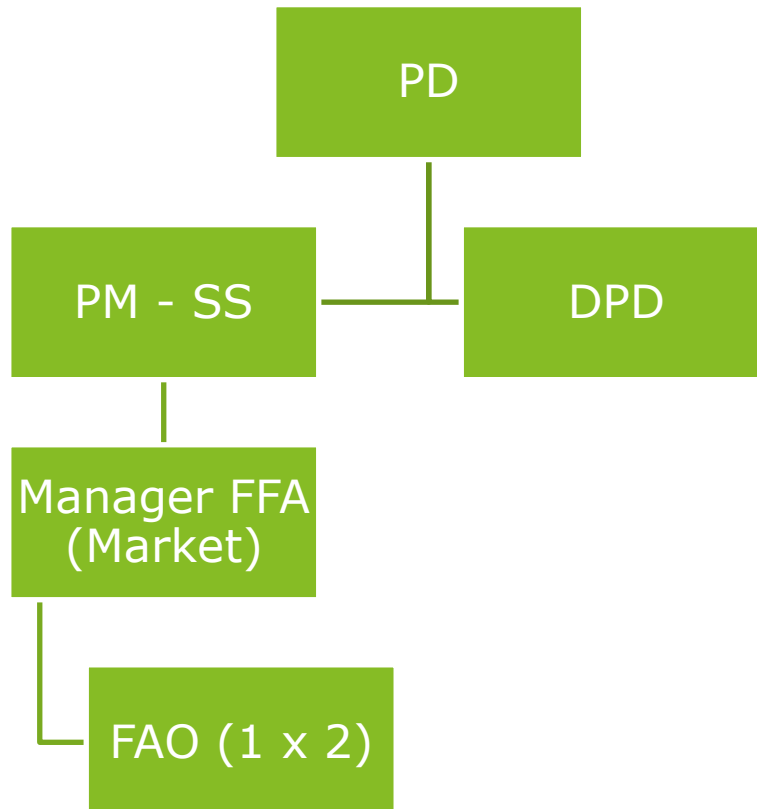 PD
PM - SS
DPD
Manager FFA
(Market)
FAO (1 x 2)